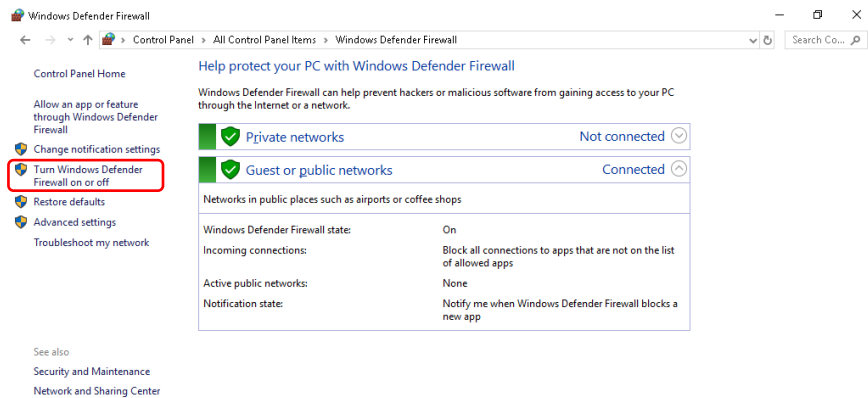 Windows Defender Firewall
Control Panel > All Control Panel Items > Windows Defender Firewall
Search Co...
Control Panel Home
Allow an app or feature
through Windows Defender
Firewall
Change notification settings
Turn Windows Defender
Firewall on or off
Restore defaults
Advanced settings
Troubleshoot my network
See also
Security and Maintenance
Network and Sharing Center
Help protect your PC with Windows Defender Firewall
Windows Defender Firewall can help prevent hackers or malicious software from gaining access to your PC
through the Internet or a network.
Private networks Not connected
Guest or public networks Connected
Networks in public places such as airports or coffee shops
Windows Defender Firewall state: On
Incoming connections: Block all connections to apps that are not on the list
of allowed apps
Active public networks: None
Notification state: Notify me when Windows Defender Firewall blocks a
new app